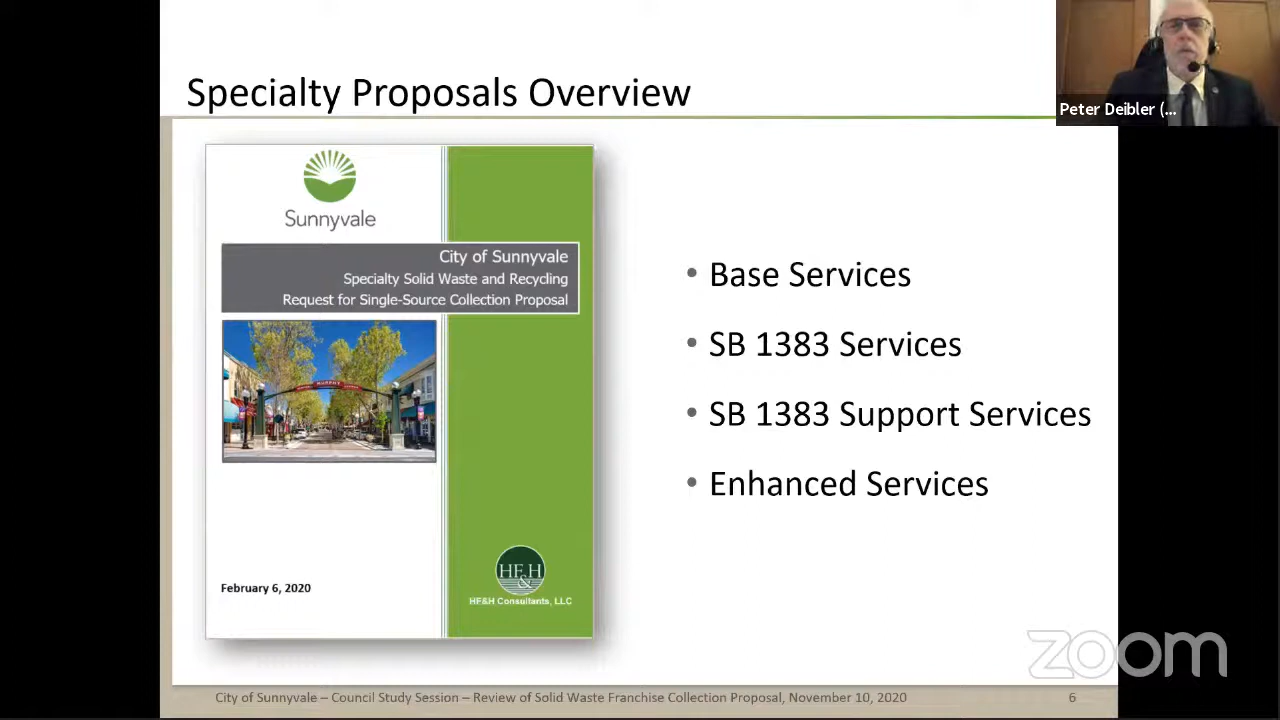 Specialty Proposals Overview
Peter Deibler (...
Sunnyvale
City of Sunnyvale
Specialty Solid Waste and Recycling
Request for Single-Source Collection Proposal
MURPHY
February 6, 2020
HF&H
HF&H Consultants, LLC
• Base Services
• SB 1383 Services
• SB 1383 Support Services
• Enhanced Services
zoom
City of Sunnyvale – Council Study Session – Review of Solid Waste Franchise Collection Proposal, November 10, 2020
6